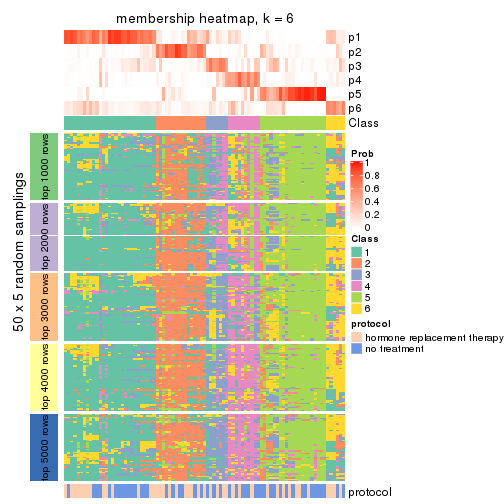 membership heatmap, k = 6
p1
p2
p3
p4
p5
p6
Class
50 x 5 random samplings
top 1000 rows
top 2000 rows
top 3000 rows
top 4000 rows
top 5000 rows
Prob
0.8
0.6
0.4
0.2
0
Class
1
2
3
4
5
6
protocol
hormone replacement therapy
no treatment
protocol